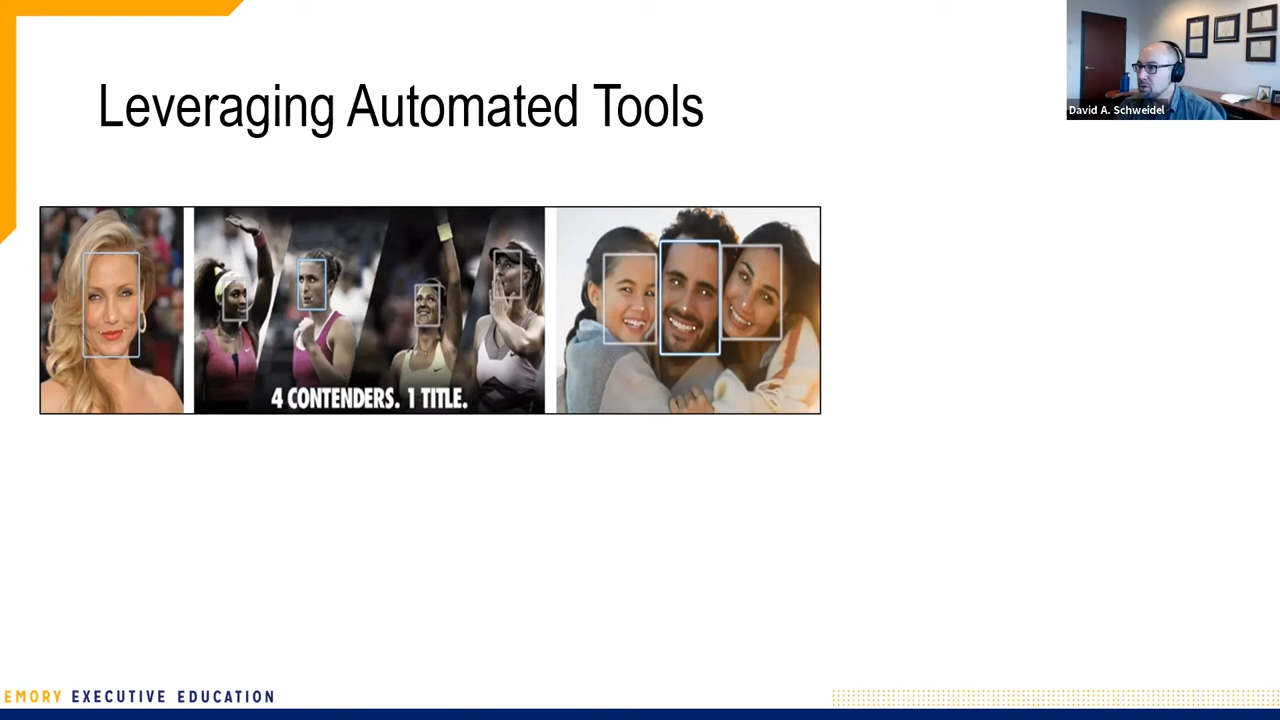 David A. Schweidel
Leveraging Automated Tools
4 CONTENDERS. 1 TITLE.
EMORY EXECUTIVE EDUCATION